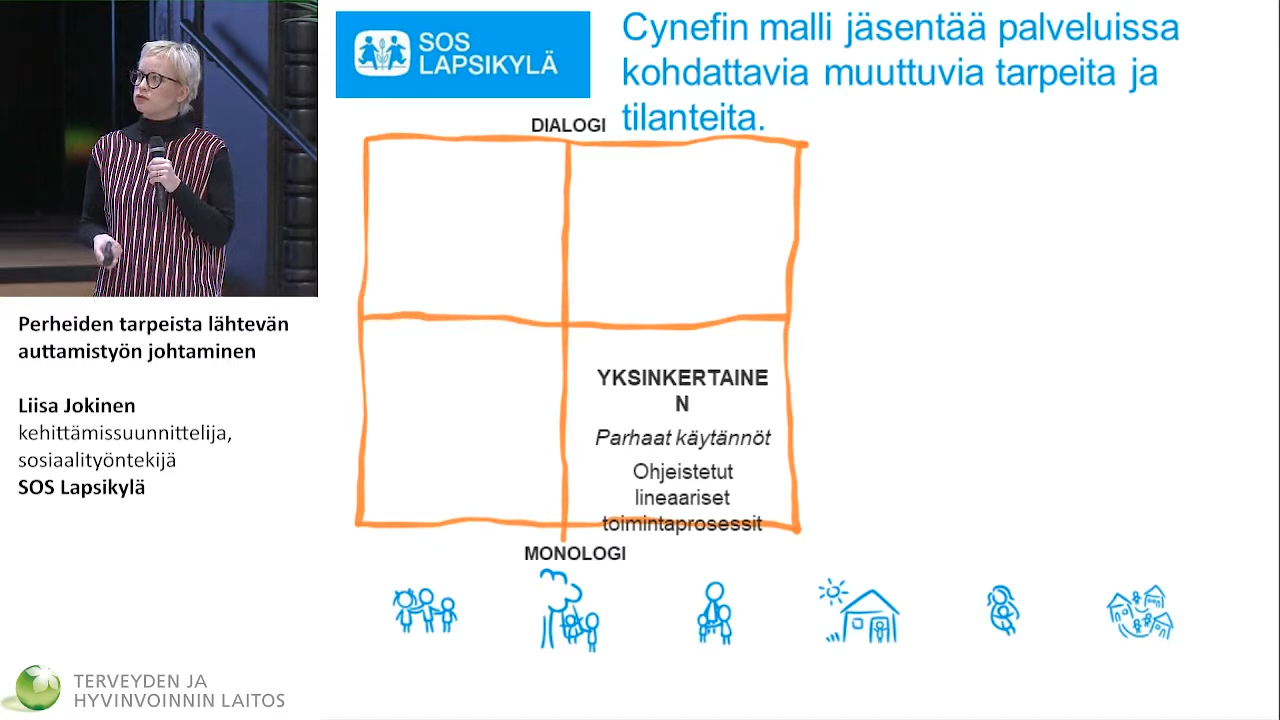 SOS
LAPSIKYLÄ
Cynefin malli jäsentää palveluissa
kohdattavia muuttuvia tarpeita ja
tilanteita.
DIALOGI
YKSINKERTAINE
N
Parhaat käytännöt
Ohjeistetut
lineaariset
toimintaprosessit
MONOLOGI
Perheiden tarpeista lähtevän
auttamistyön johtaminen
Liisa Jokinen
kehittämissuunnittelija,
sosiaalityöntekijä
SOS Lapsikylä
TERVEYDEN JA
HYVINVOINNIN LAITOS